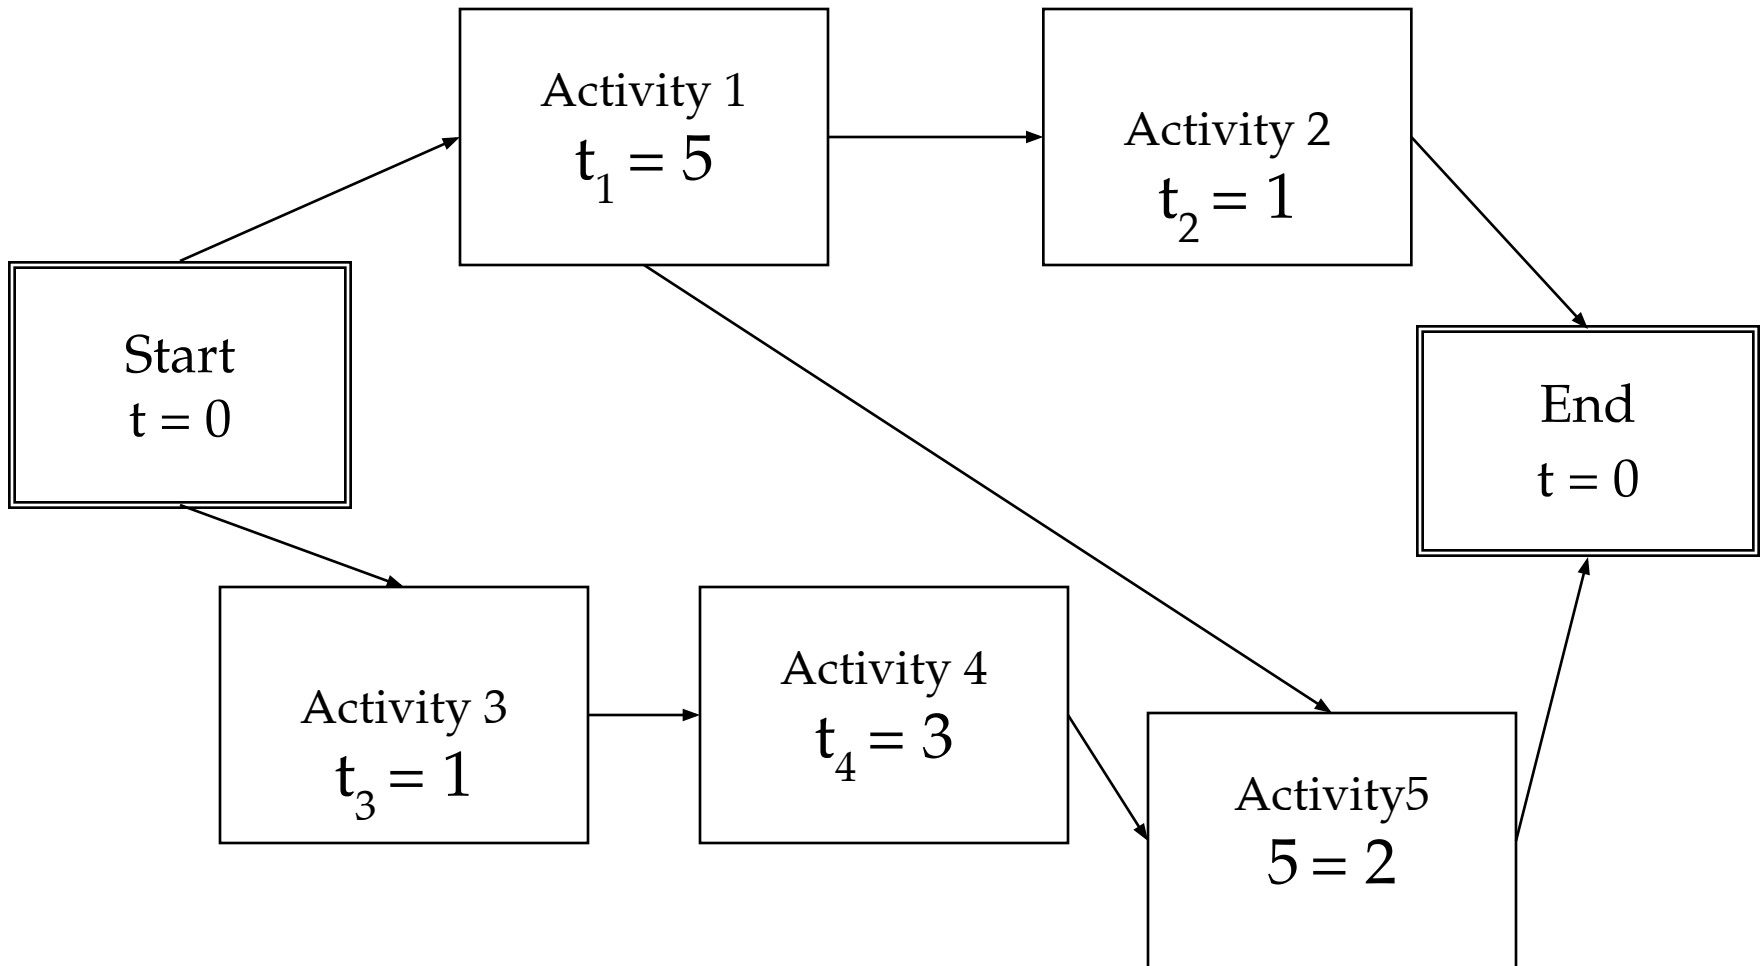 Activity 1
t₁ = 5
Activity 2
t₂ = 1
Start
t = 0
End
t = 0
Activity 3
t₃ = 1
Activity 4
t₄ = 3
Activity5
5 = 2